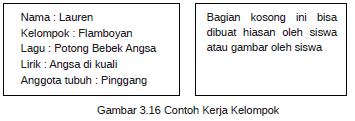 Nama : Lauren
Kelompok : Flamboyan
Lagu : Potong Bebek Angsa
Lirik : Angsa di kuali
Anggota tubuh : Pinggang
Bagian kosong ini bisa
dibuat hiasan oleh siswa
atau gambar oleh siswa
Gambar 3.16 Contoh Kerja Kelompok